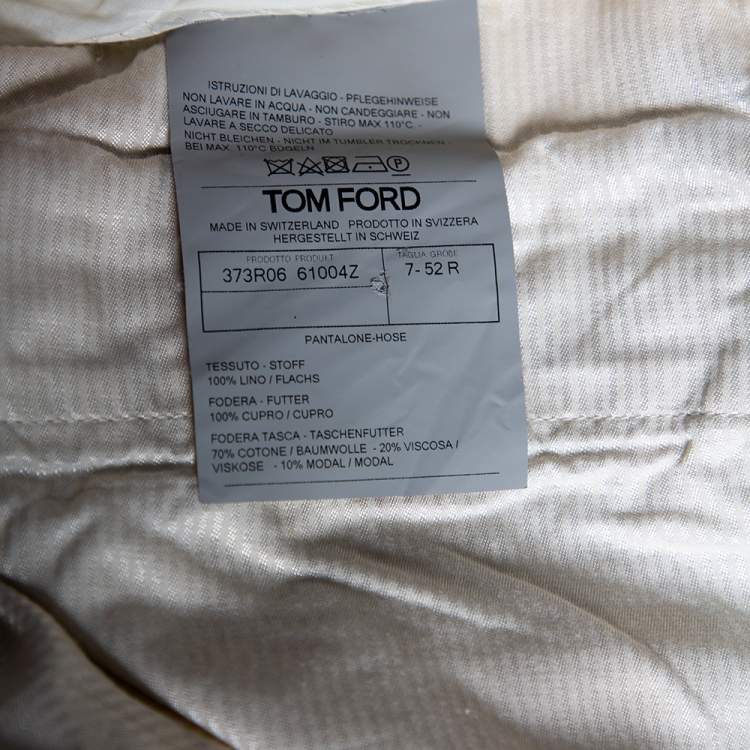 ISTRUZIONI DI LAVAGGIO - PFLEGEHINWEISE
NON LAVARE IN ACQUA - NON CANDEGGIARE - NON
ASCIUGARE IN TAMBURO - STIRO MAX 110°C -
LAVARE A SECCO DELICATO
NICHT BLEICHEN - NICHT IM TUMBLER TROCKNEN -
BEI MAX. 110°C BÜGELN
P
TOM FORD
MADE IN SWITZERLAND PRODOTTO IN SVIZZERA
HERGESTELLT IN SCHWEIZ
PRODOTTO PRODUKT TAGLIA GRÖBE
373R06 61004Z 7- 52 R
PANTALONE-HOSE
TESSUTO - STOFF
100% LINO / FLACHS
FODERA - FUTTER
100% CUPRO / CUPRO
FODERA TASCA - TASCHENFUTTER
70% COTONE / BAUMWOLLE - 20% VISCOSA /
VISKOSE - 10% MODAL / MODAL